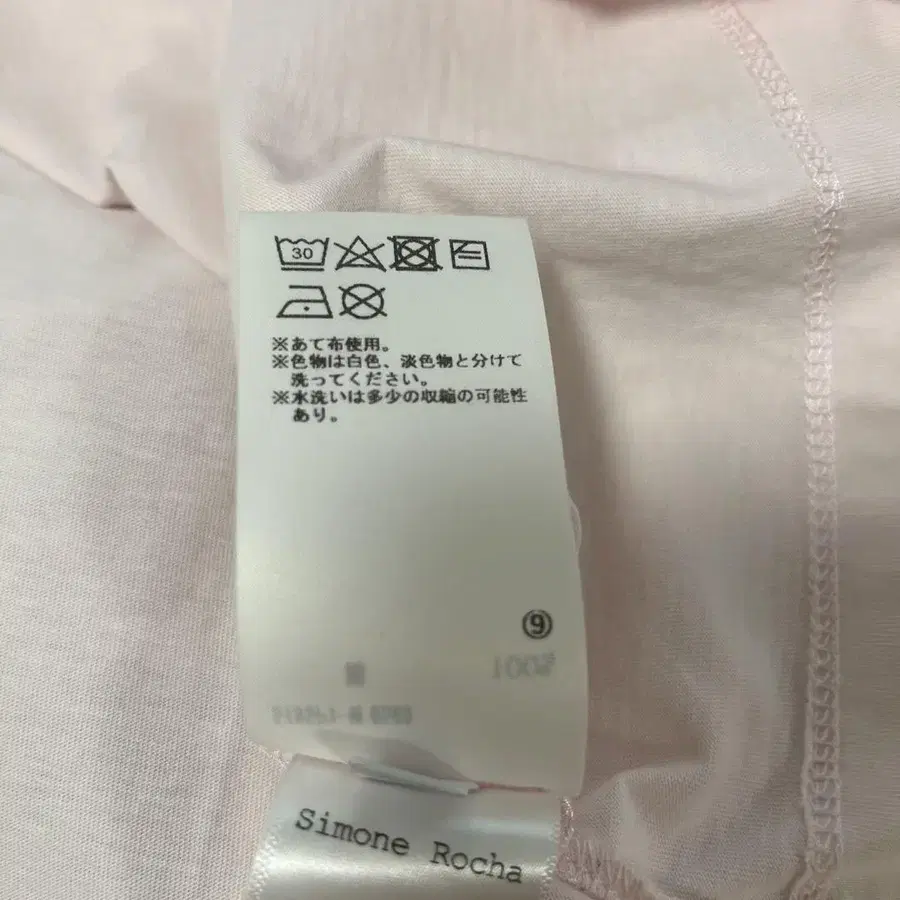 30
※あて布使用。
※色物は白色、淡色物と分けて
洗ってください。
※水洗いは多少の収縮の可能性
あり。
⑨
Simone Rocha